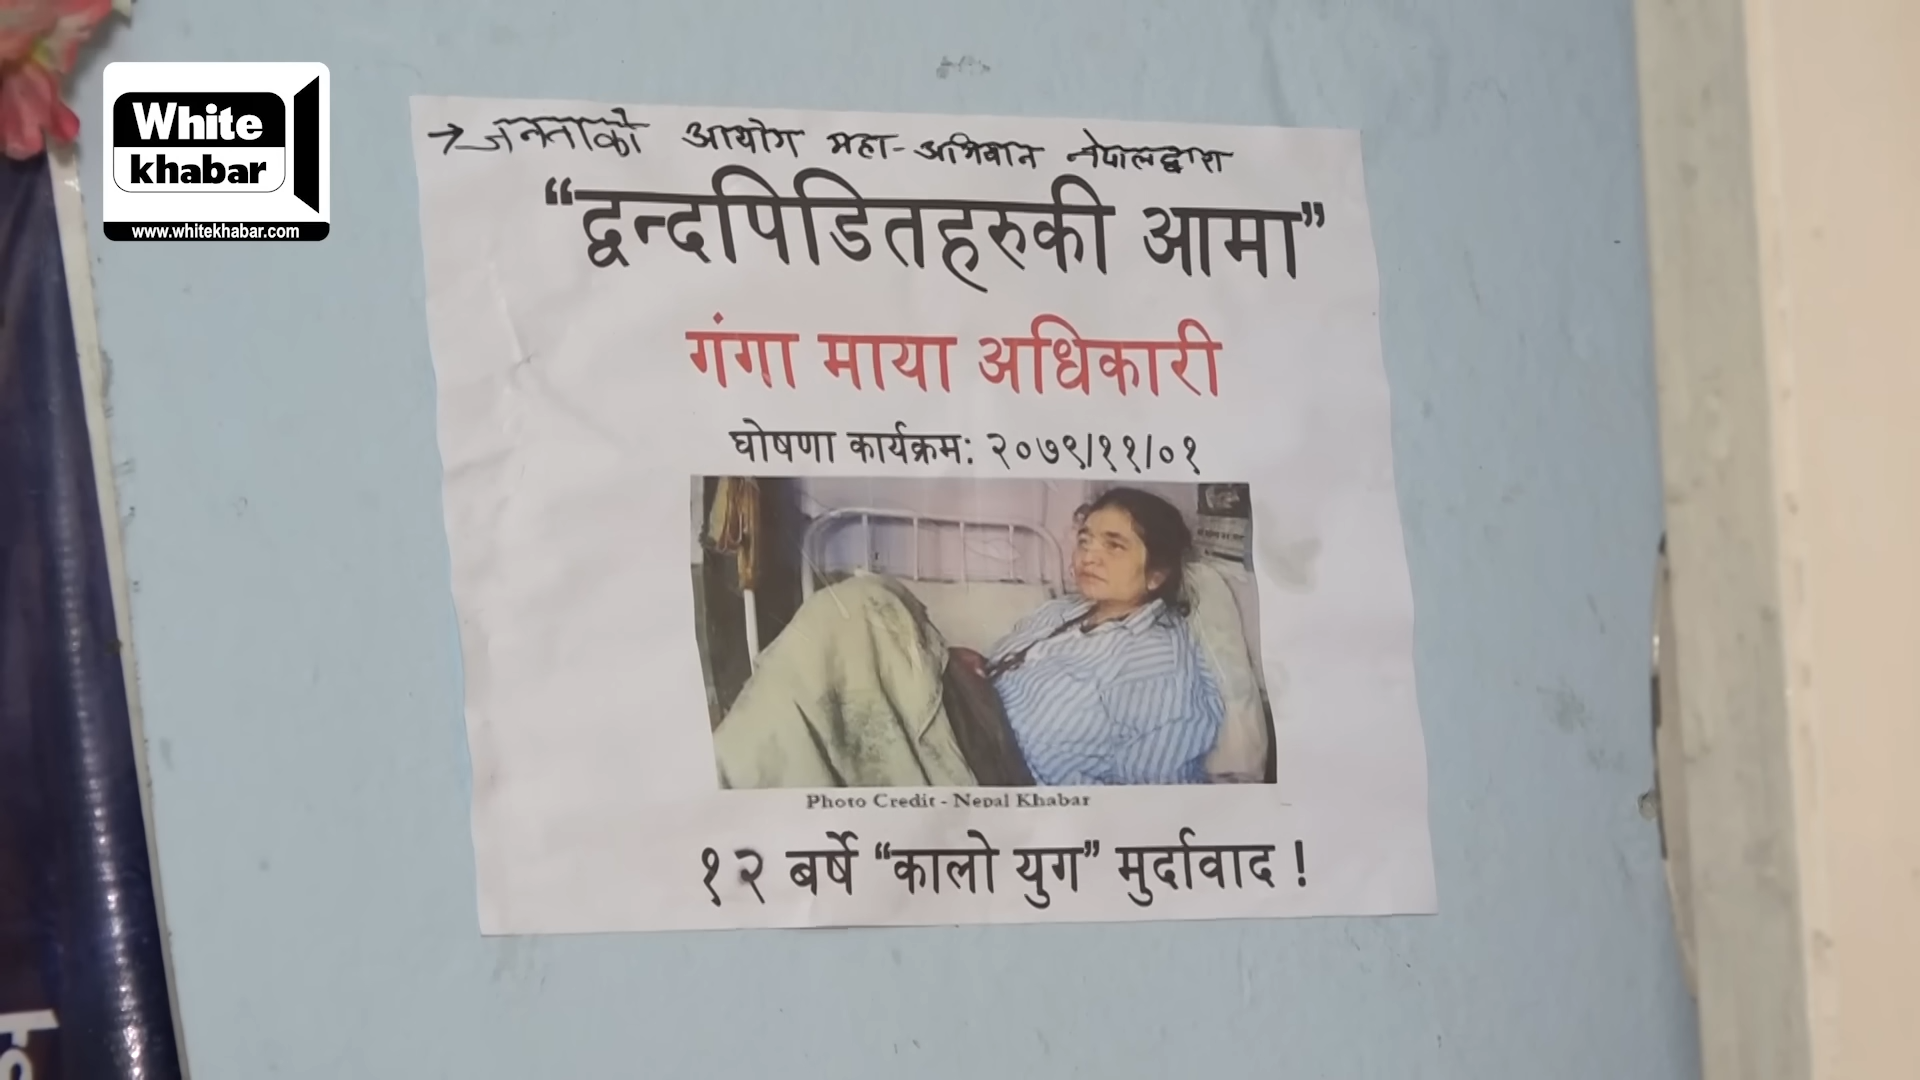 White
khabar
www.whitekhabar.com
→जनताको आयोग महा-अभियान नेपालद्वारा
“द्वन्दपिडितहरुकी आमा”
गंगा माया अधिकारी
घोषणा कार्यक्रम: २०७९/११/०१
Photo Credit - Nepal Khabar
१२ बर्षे “कालो युग” मुर्दावाद !